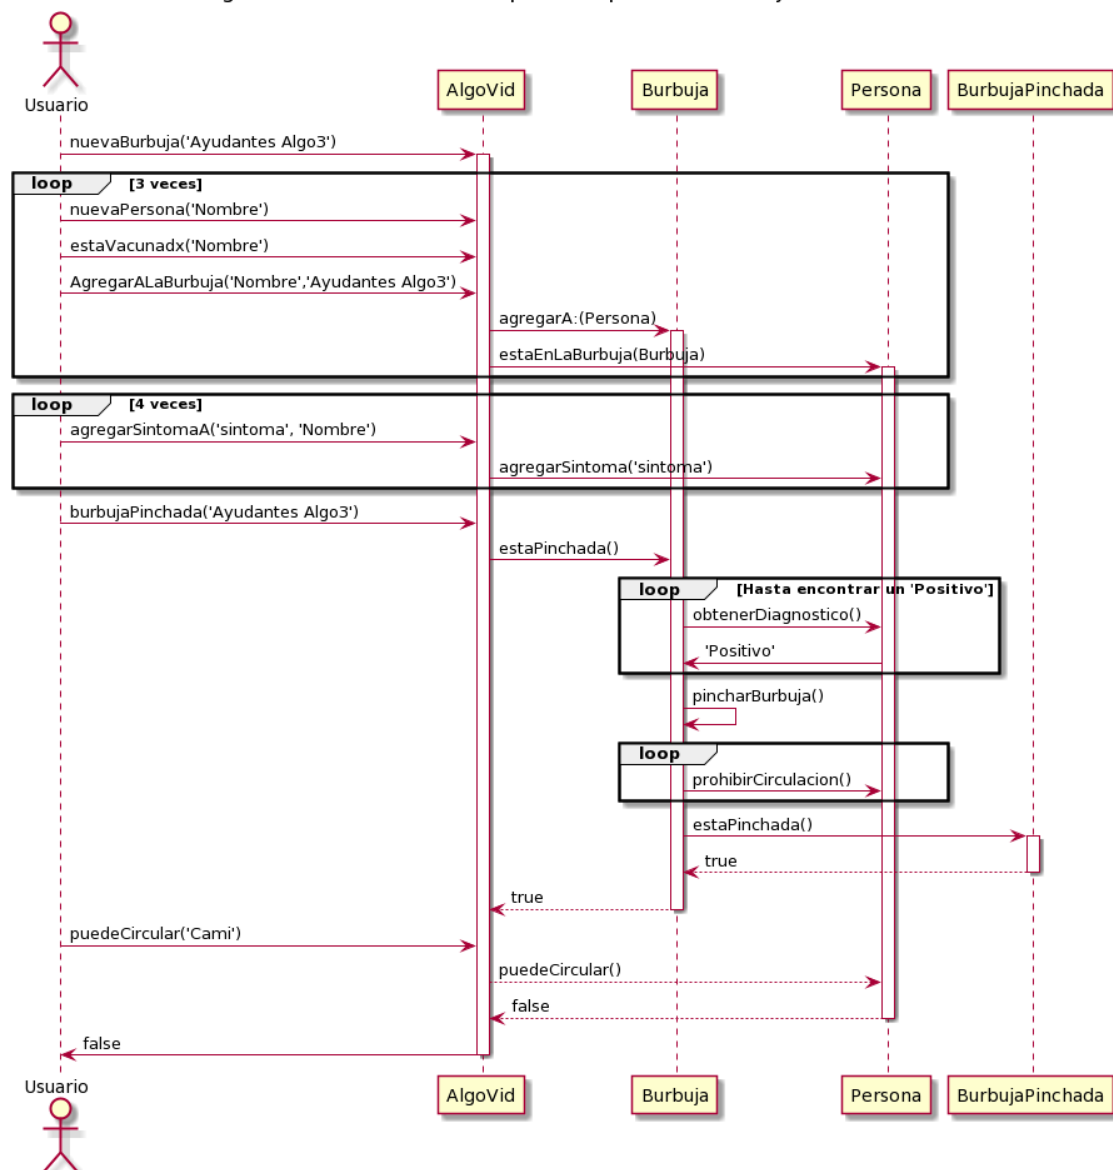 Usuario
AlgoVid
Burbuja
Persona
BurbujaPinchada
nuevaBurbuja('Ayudantes Algo3')
loop [3 veces]
nuevaPersona('Nombre')
estaVacunadx('Nombre')
AgregarALaBurbuja('Nombre','Ayudantes Algo3')
agregarA:(Persona)
estaEnLaBurbuja(Burbuja)
loop [4 veces]
agregarSintomaA('sintoma', 'Nombre')
agregarSintoma('sintoma')
burbujaPinchada('Ayudantes Algo3')
estaPinchada()
loop [Hasta encontrar un 'Positivo']
obtenerDiagnostico()
'Positivo'
pincharBurbuja()
loop
prohibirCirculacion()
estaPinchada()
true
true
puedeCircular('Cami')
puedeCircular()
false
false
Usuario
AlgoVid
Burbuja
Persona
BurbujaPinchada